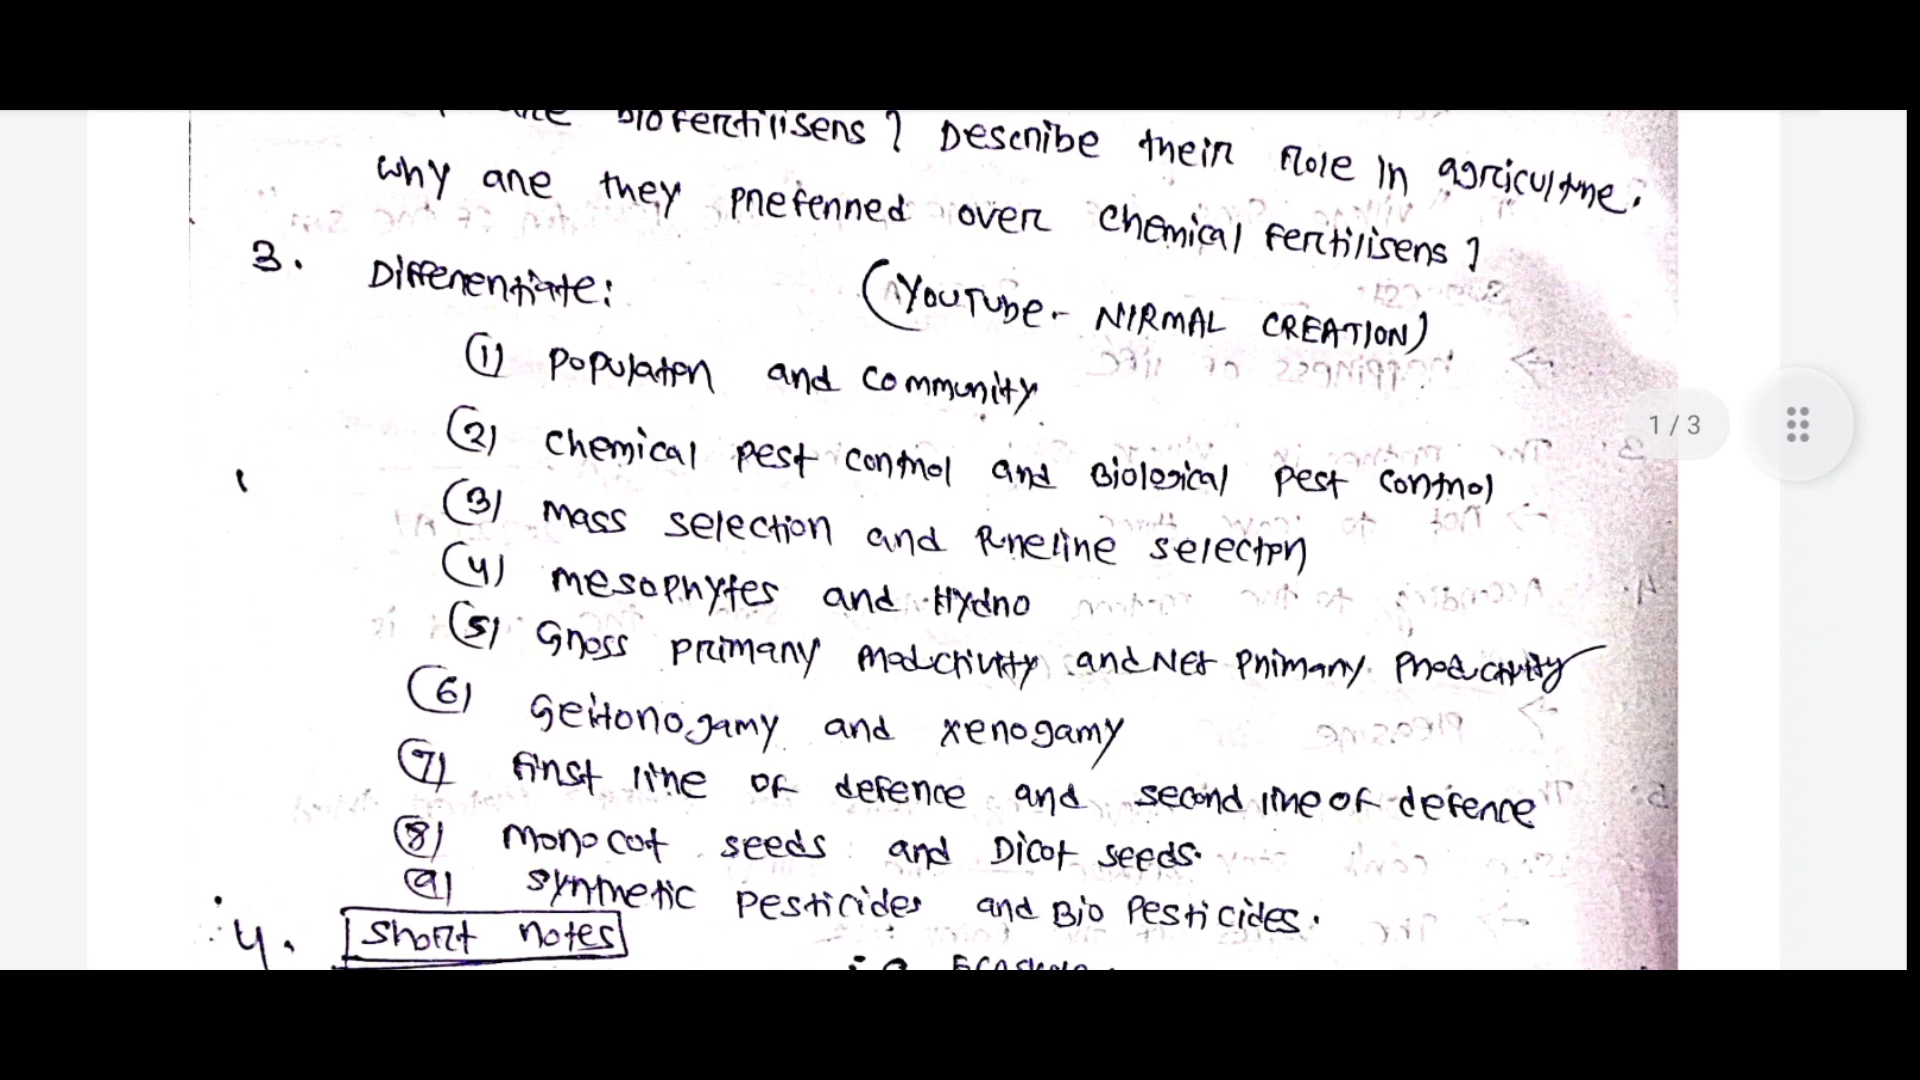 are biofertilisers? Describe their role in agriculture.
why are they preferred over chemical fertilisers?
3. Differentiate:
(YouTube - NIRMAL CREATION)
(1) population and community
(2) chemical pest control and Biological pest control
(3) mass selection and Pureline selection
(4) mesophytes and Hydro
(5) Gross primary productivity and Net primary productivity
(6) Geitonogamy and xenogamy
(7) first line of defence and second line of defence
(8) monocot seeds and Dicot seeds.
(9) synthetic pesticides and Bio pesticides.
4. short notes
1 / 3